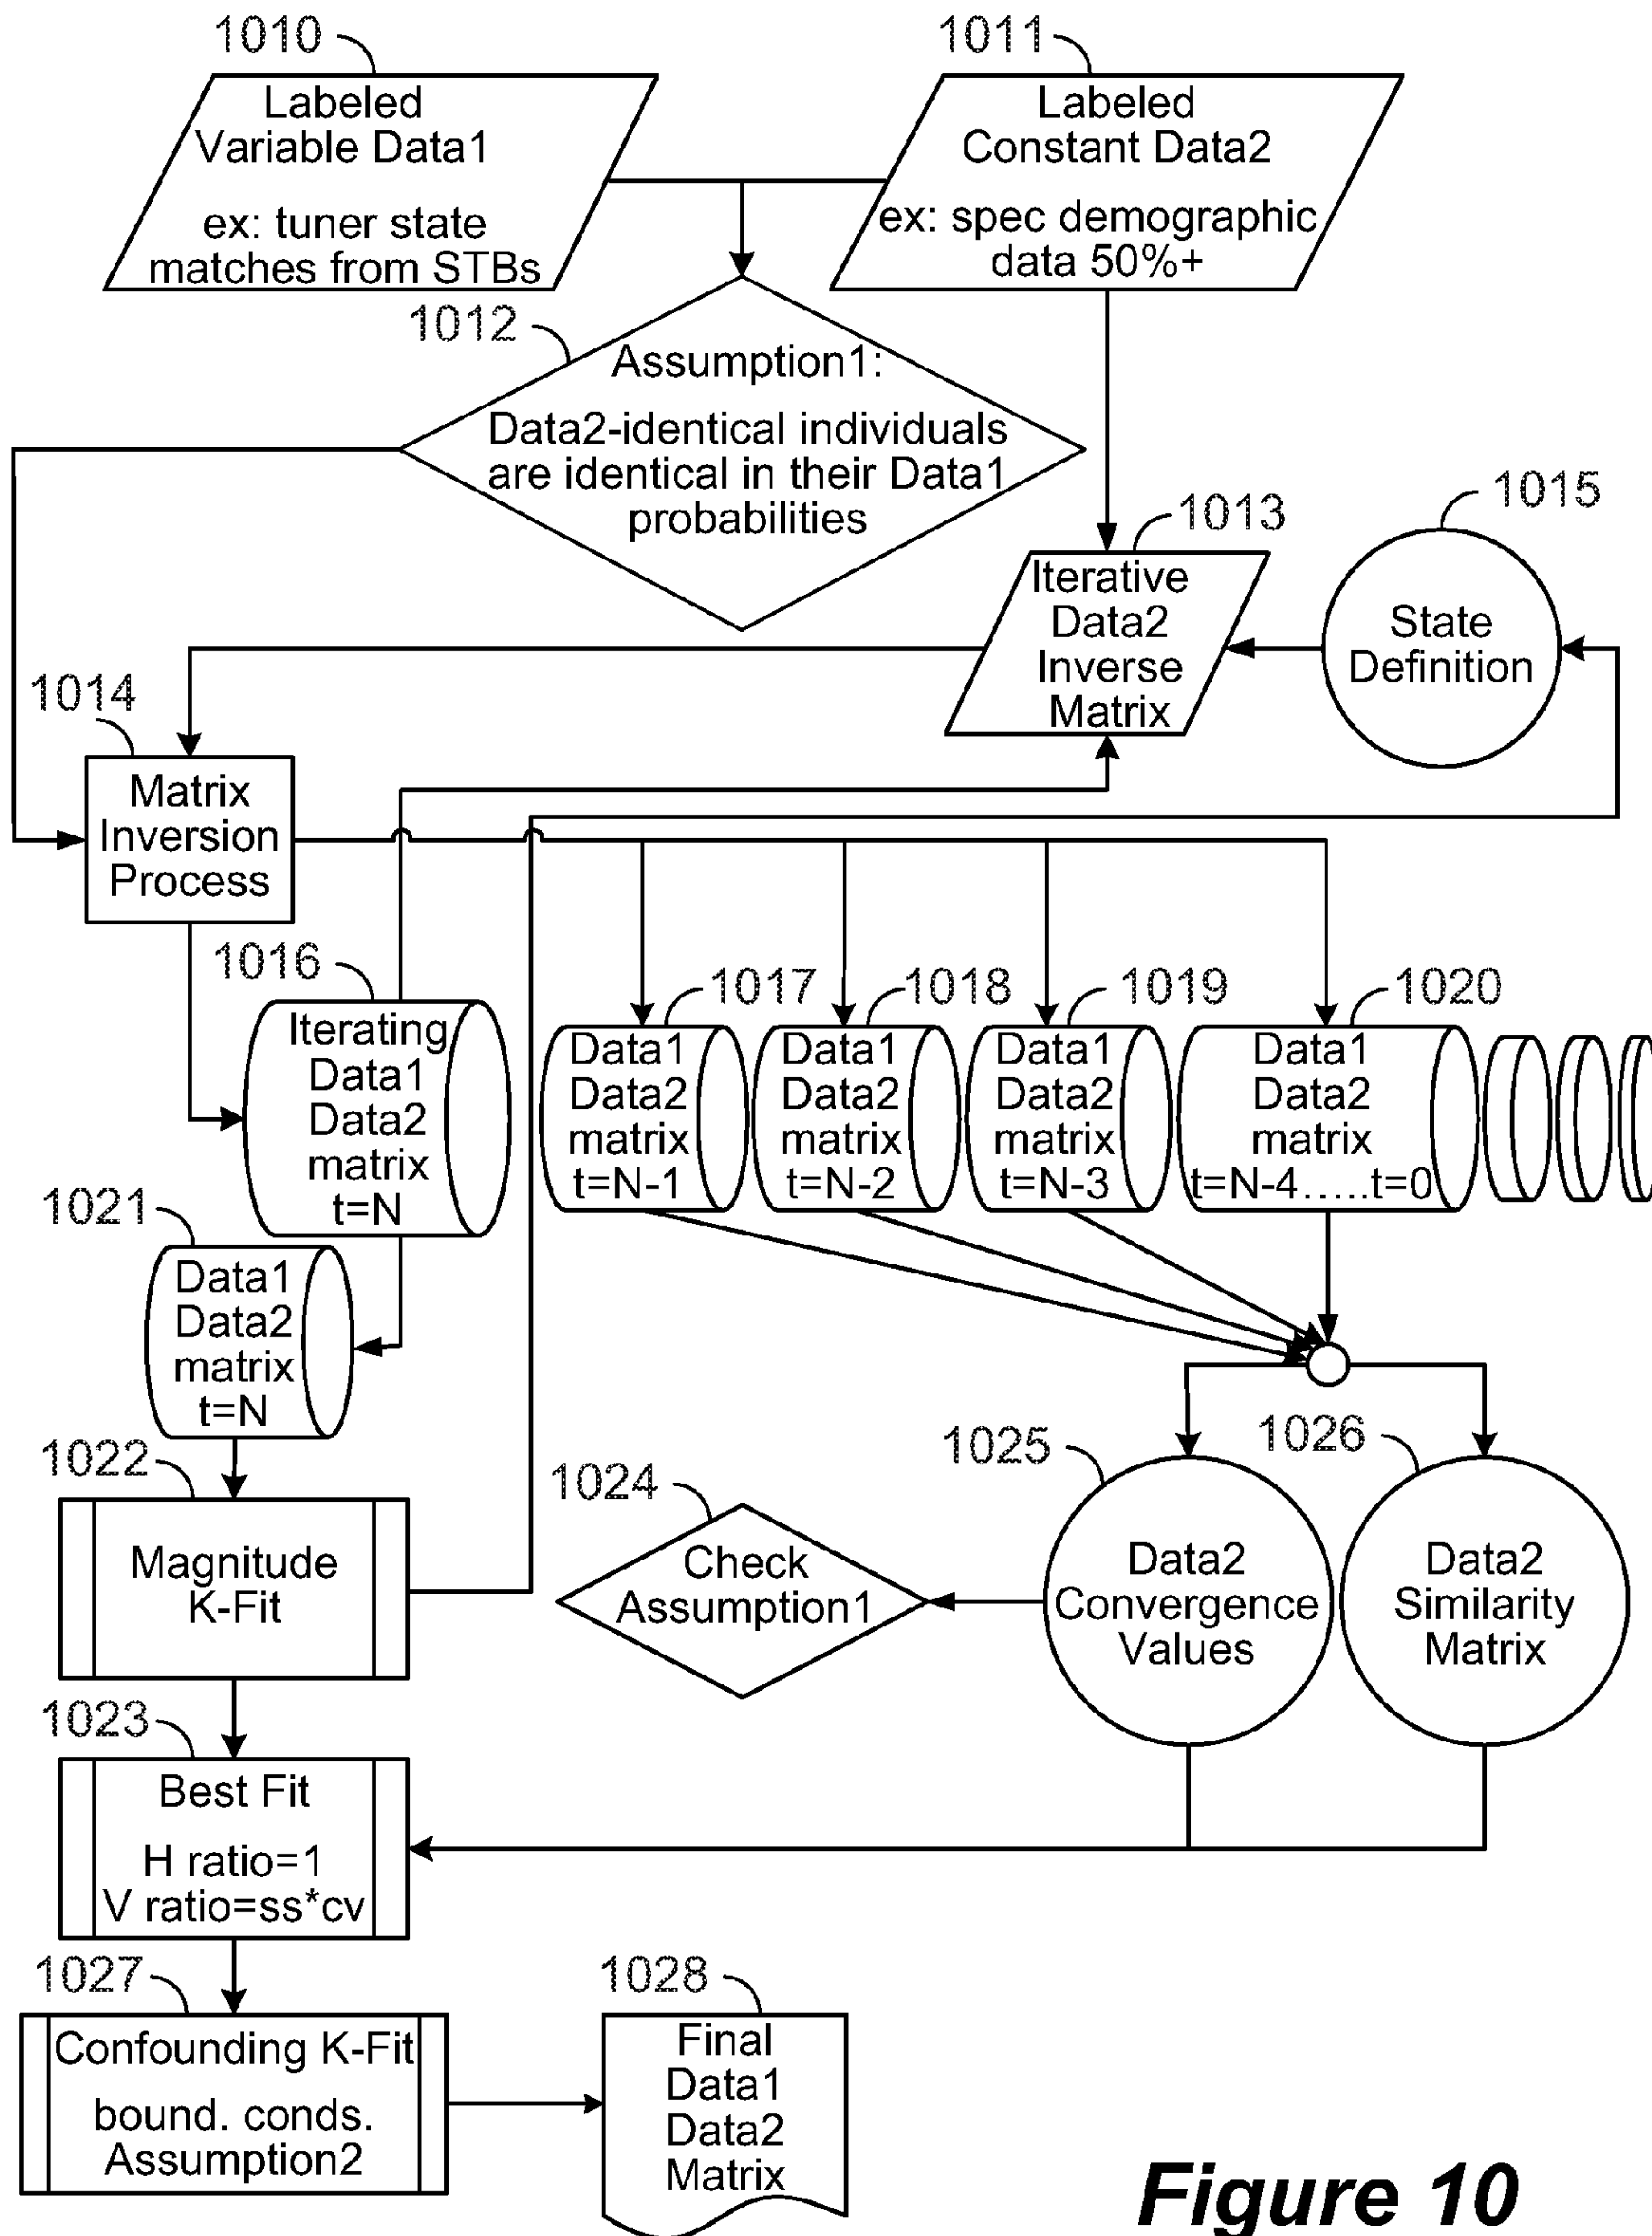 1010
1011
Labeled
Variable Data1
ex: tuner state
matches from STBs
Labeled
Constant Data2
ex: spec demographic
data 50%+
1012
Assumption1:
Data2-identical individuals
are identical in their Data1
probabilities
1013
Iterative
Data2
Inverse
Matrix
1015
State
Definition
1014
Matrix
Inversion
Process
1016
Iterating
Data1
Data2
matrix
t=N
1017
Data1
Data2
matrix
t=N-1
1018
Data1
Data2
matrix
t=N-2
1019
Data1
Data2
matrix
t=N-3
1020
Data1
Data2
matrix
t=N-4.....t=0
1021
Data1
Data2
matrix
t=N
1022
Magnitude
K-Fit
1024
Check
Assumption1
1025
Data2
Convergence
Values
1026
Data2
Similarity
Matrix
1023
Best Fit
H ratio=1
V ratio=ss*cv
1027
Confounding K-Fit
bound. conds.
Assumption2
1028
Final
Data1
Data2
Matrix
Figure 10